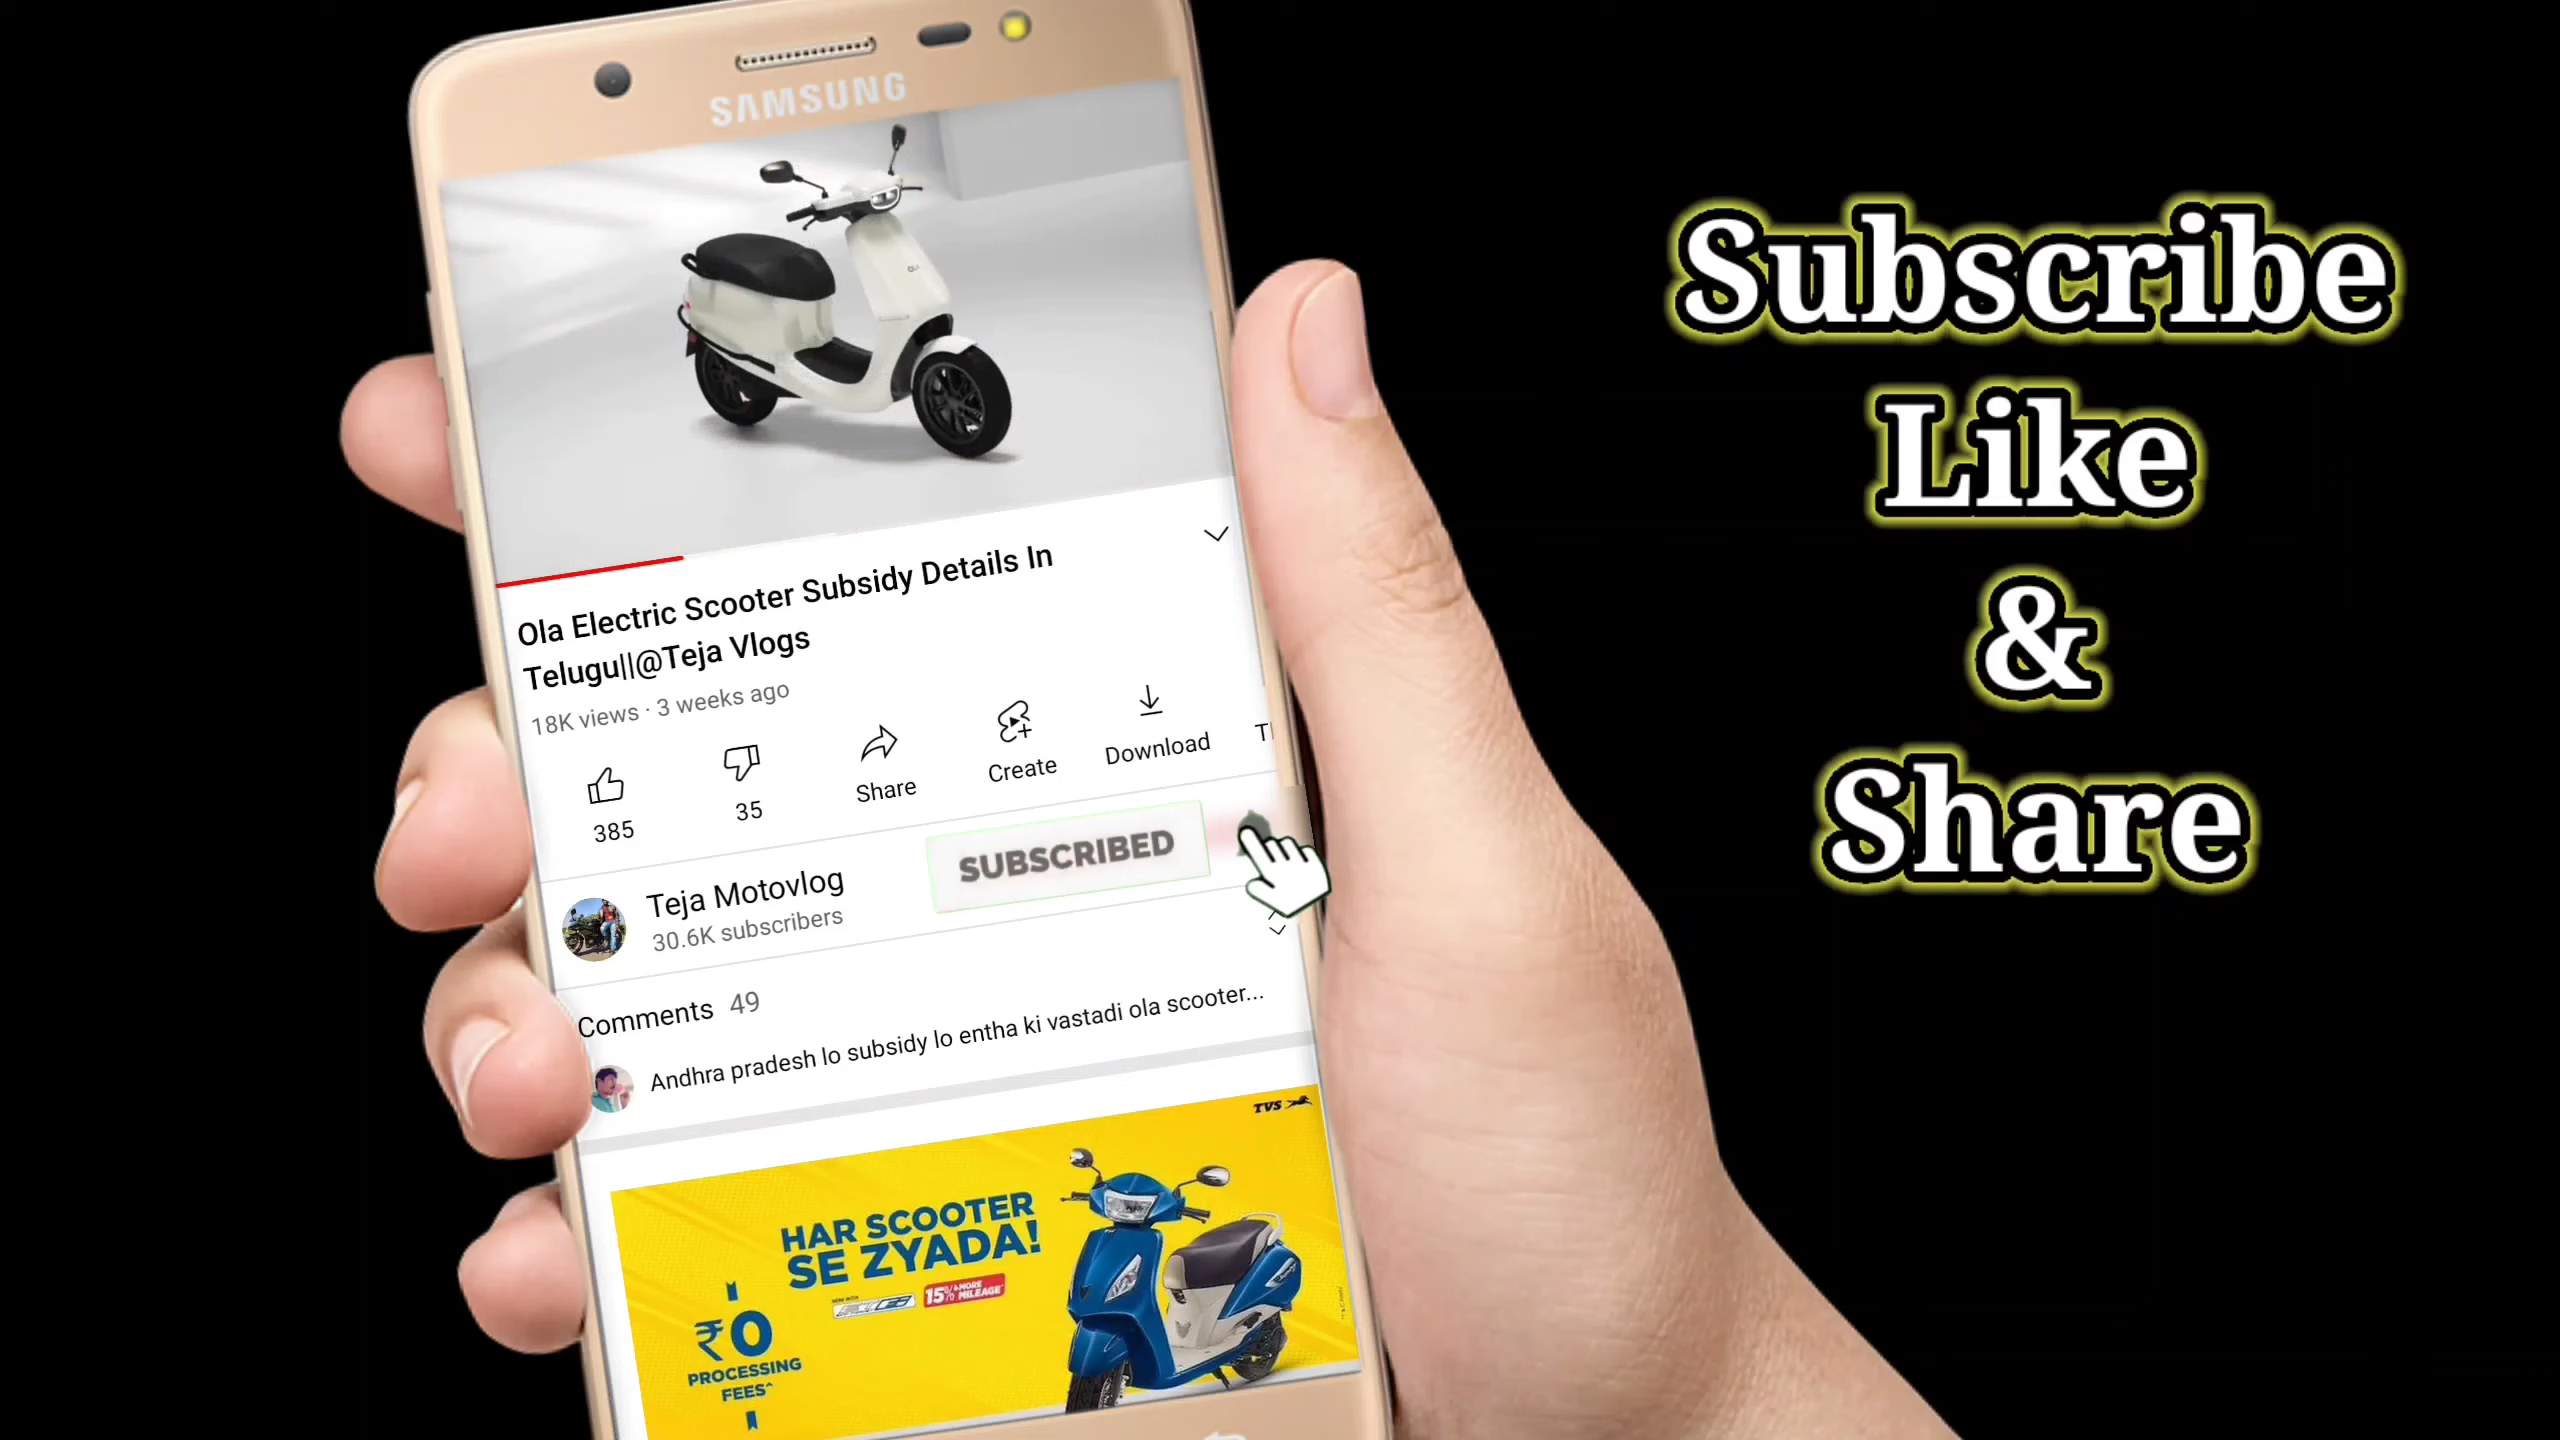 SAMSUNG
Ola Electric Scooter Subsidy Details In
Telugu||@Teja Vlogs
18K views · 3 weeks ago
385
35
Share
Create
Download
Teja Motovlog
30.6K subscribers
SUBSCRIBED
Comments 49
Andhra pradesh lo subsidy lo entha ki vastadi ola scooter...
TVS
HAR SCOOTER
SE ZYADA!
15% MORE
MILEAGE*
₹0
PROCESSING
FEES^
Subscribe
Like
&
Share